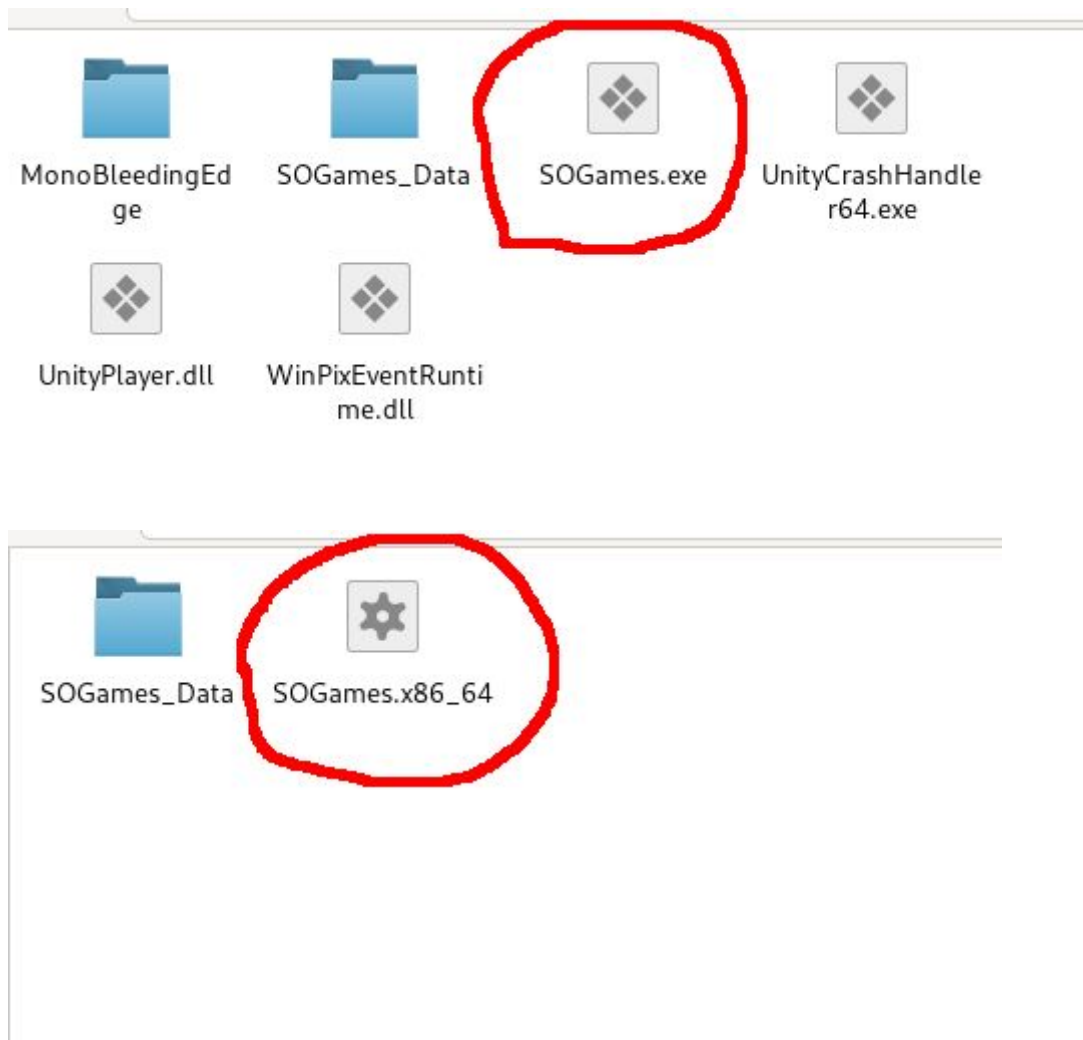 MonoBleedingEd
ge
SOGames_Data
SOGames.exe
UnityCrashHandle
r64.exe
UnityPlayer.dll
WinPixEventRunti
me.dll
SOGames_Data
SOGames.x86_64